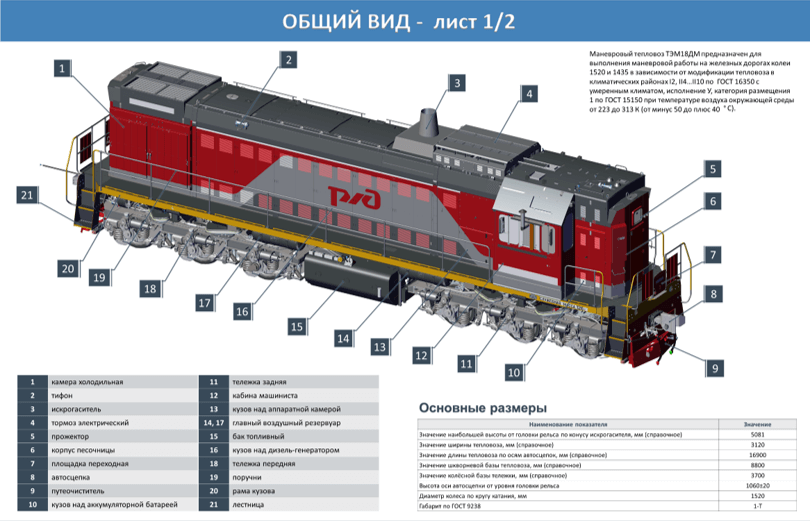 ОБЩИЙ ВИД - лист 1/2
Маневровый тепловоз ТЭМ18ДМ предназначен для
выполнения маневровой работы на железных дорогах колеи
1520 и 1435 в зависимости от модификации тепловоза в
климатических районах I2, II4...II10 по ГОСТ 16350 с
умеренным климатом, исполнение У, категория размещения
1 по ГОСТ 15150 при температуре воздуха окружающей среды
от 223 до 313 К (от минус 50 до плюс 40 °С).
1
2
3
4
5
6
7
8
9
10
11
12
13
14
15
16
17
18
19
20
21
РЖД
1 камера холодильная
2 тифон
3 искрогаситель
4 тормоз электрический
5 прожектор
6 корпус песочницы
7 площадка переходная
8 автосцепка
9 путеочиститель
10 кузов над аккумуляторной батареей
11 тележка задняя
12 кабина машиниста
13 кузов над аппаратной камерой
14, 17 главный воздушный резервуар
15 бак топливный
16 кузов над дизель-генератором
18 тележка передняя
19 поручни
20 рама кузова
21 лестница
Основные размеры
Наименование показателя Значение
Значение наибольшей высоты от головки рельса по конусу искрогасителя, мм (справочное) 5081
Значение ширины тепловоза, мм (справочное) 3120
Значение длины тепловоза по осям автосцепок, мм (справочное) 16900
Значение шкворневой базы тепловоза, мм (справочное) 8800
Значение колёсной базы тележки, мм (справочное) 3700
Высота оси автосцепки от уровня головки рельса 1060±20
Диаметр колеса по кругу катания, мм 1520
Габарит по ГОСТ 9238 1-Т